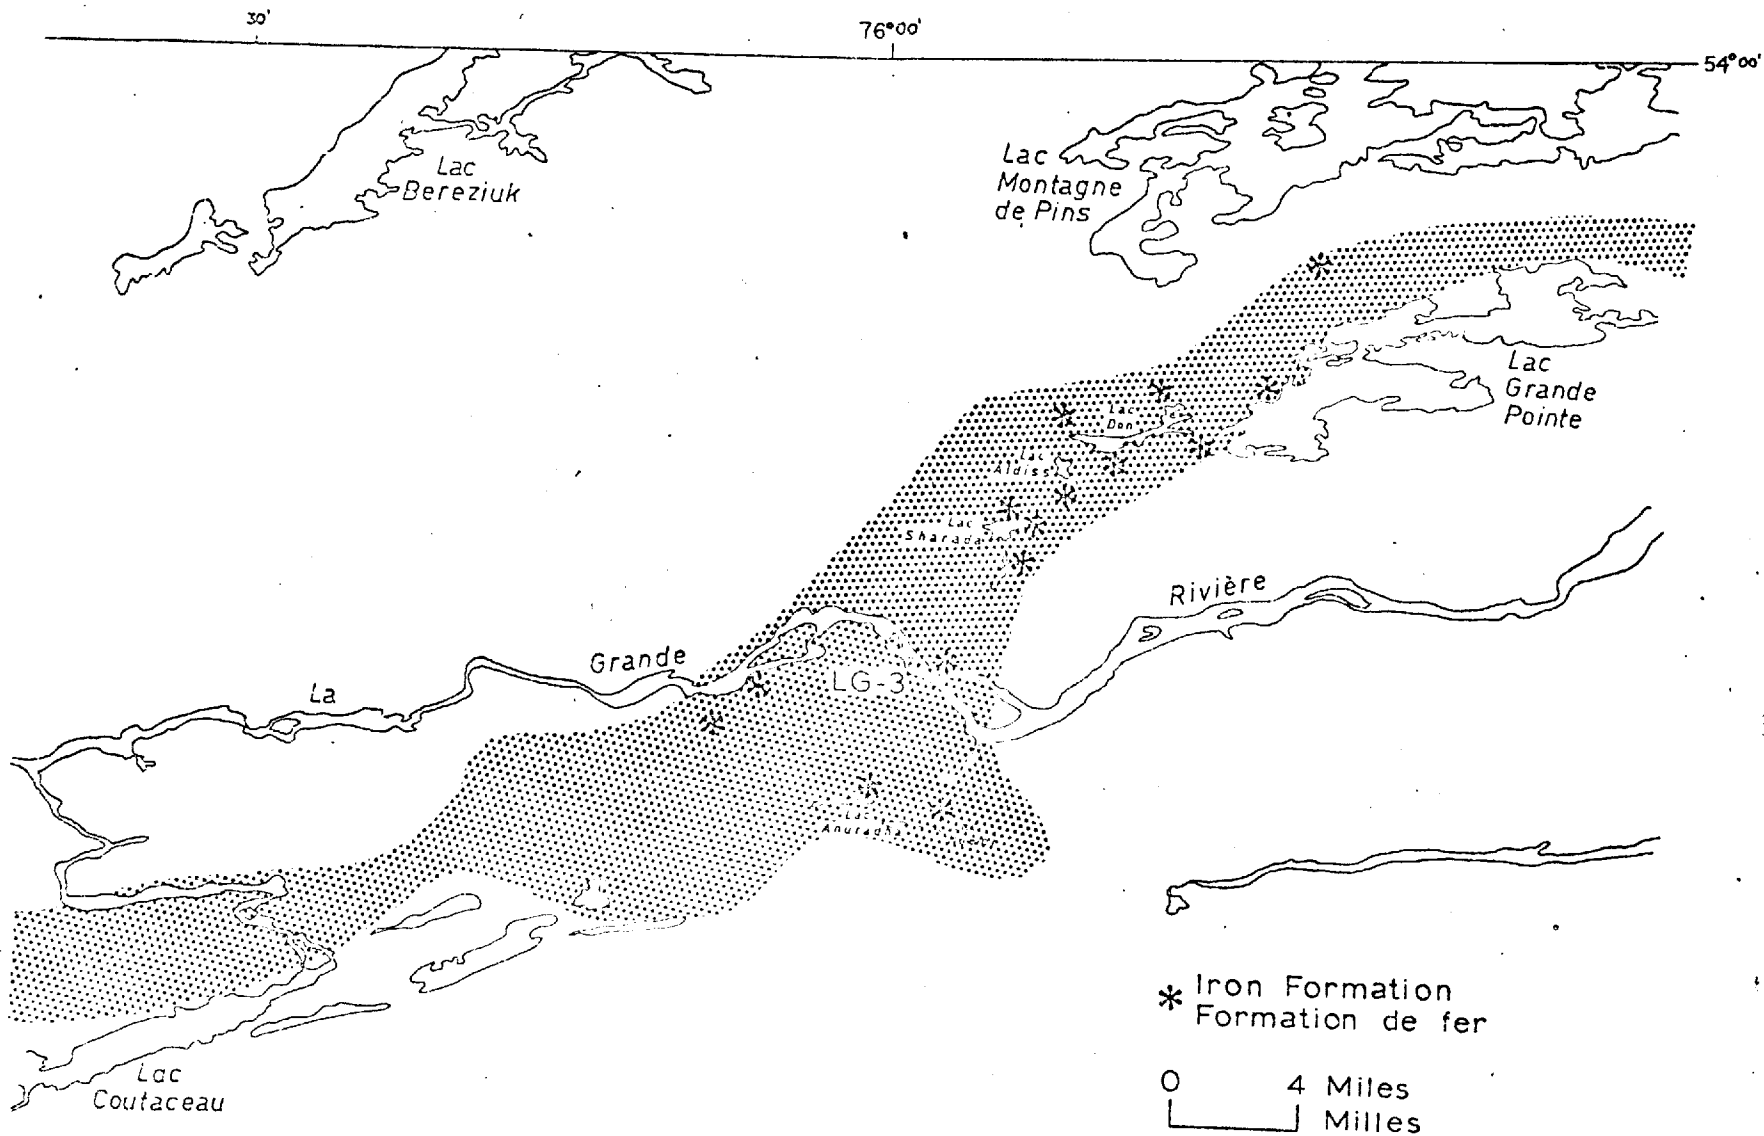 30'
76°00'
54°00'
Lac
Bereziuk
Lac
Montagne
de Pins
Lac
Grande
Pointe
Lac
Don
Lac
Aldiss
Lac
Sharada
Rivière
Grande
La
LG-3
Lac
Anuradha
Iron Formation
Formation de fer
Lac
Coutaceau
0 4 Miles
Milles